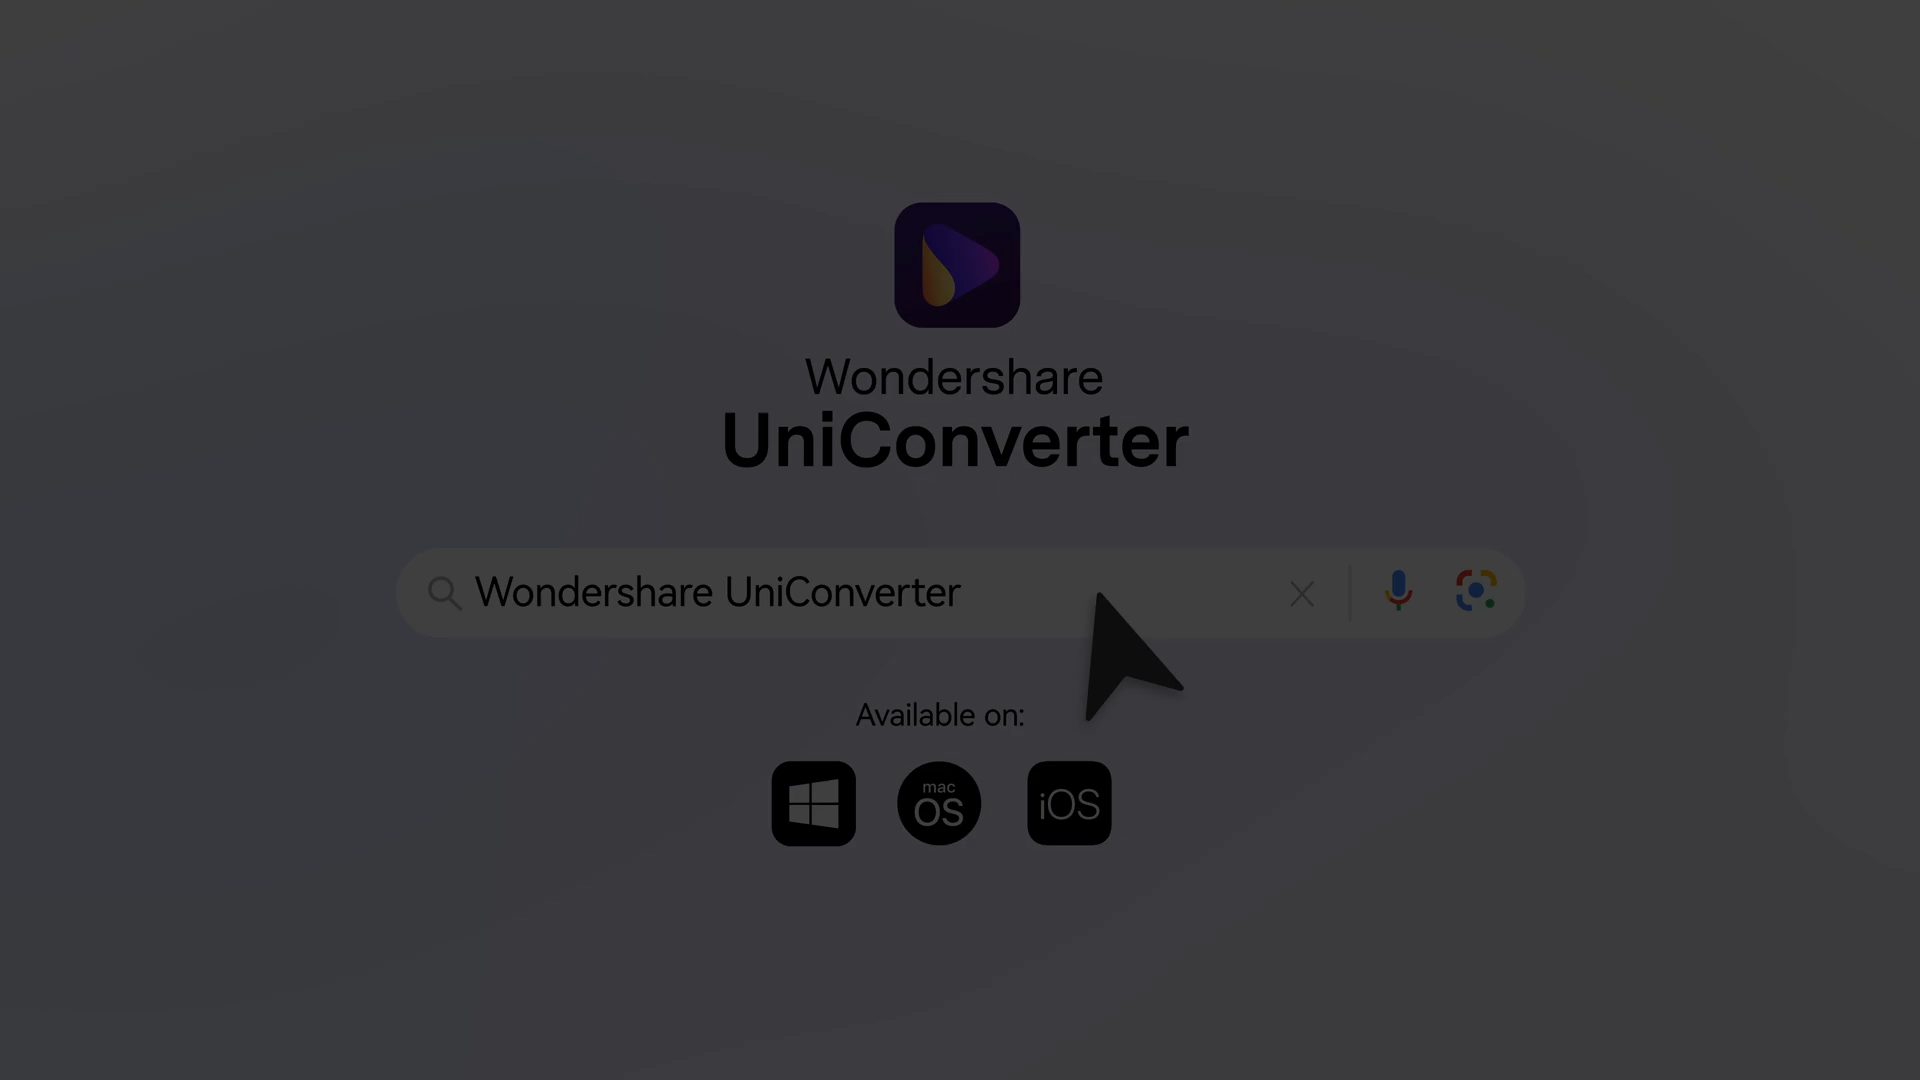 Wondershare
UniConverter
Wondershare UniConverter
Available on:
mac
OS
iOS